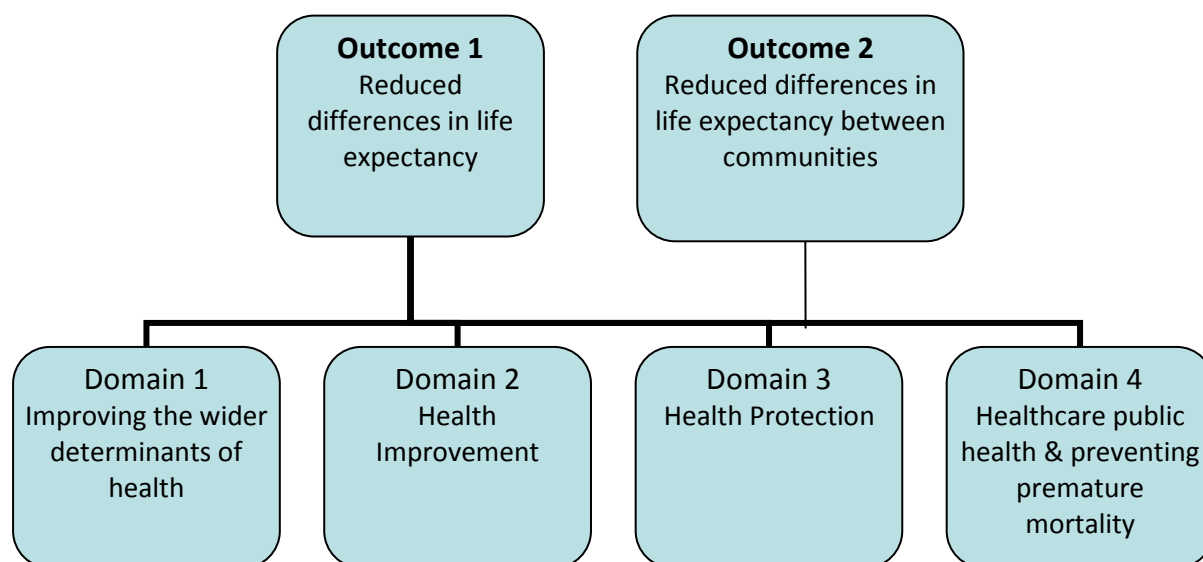 Outcome 1
Reduced
differences in life
expectancy
Outcome 2
Reduced differences in
life expectancy between
communities
Domain 1
Improving the wider
determinants of
health
Domain 2
Health
Improvement
Domain 3
Health Protection
Domain 4
Healthcare public
health & preventing
premature
mortality